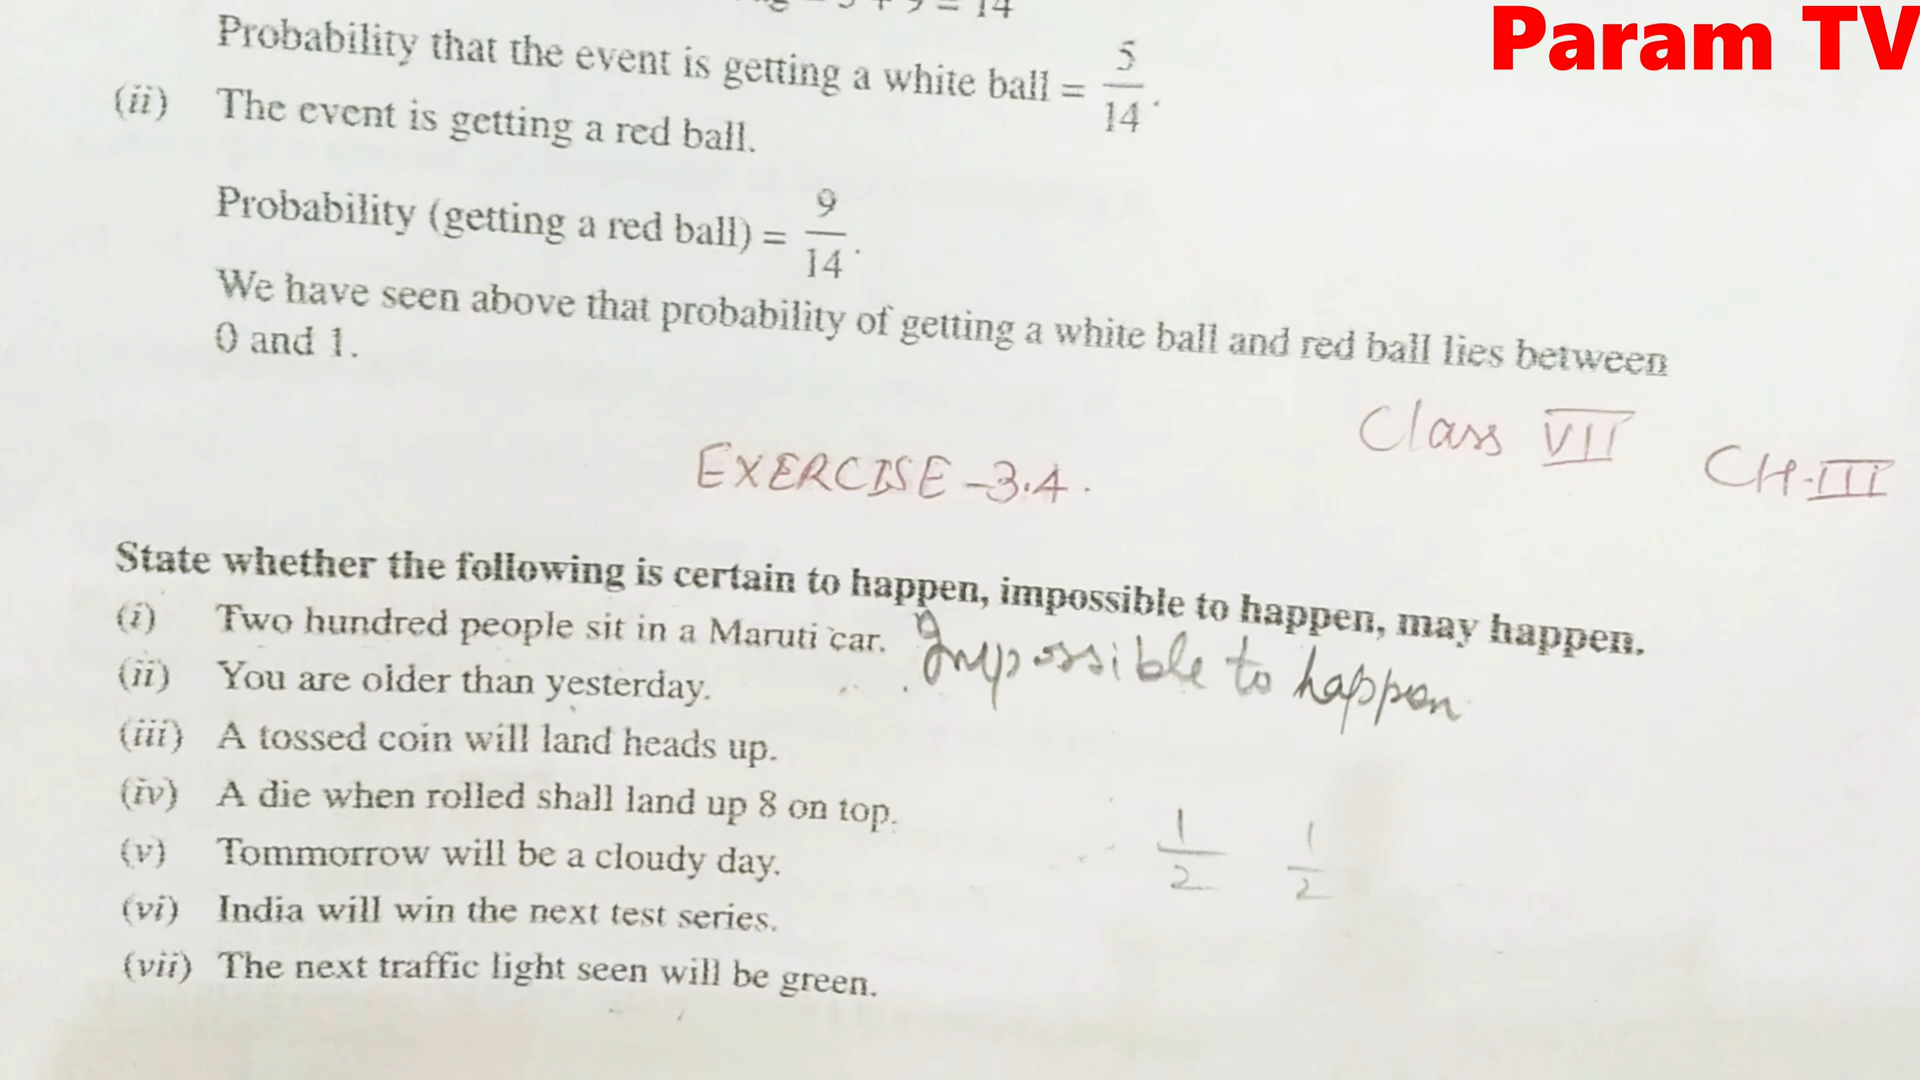 = 5 + 9 = 14
Param TV
Probability that the event is getting a white ball = 5/14.
(ii) The event is getting a red ball.
Probability (getting a red ball) = 9/14.
We have seen above that probability of getting a white ball and red ball lies between
0 and 1.
Class VII CH.III
EXERCISE -3.4.
State whether the following is certain to happen, impossible to happen, may happen.
(i) Two hundred people sit in a Maruti car. Impossible to happen
(ii) You are older than yesterday.
(iii) A tossed coin will land heads up.
(iv) A die when rolled shall land up 8 on top.
(v) Tommorrow will be a cloudy day.
1/2 1/2
(vi) India will win the next test series.
(vii) The next traffic light seen will be green.